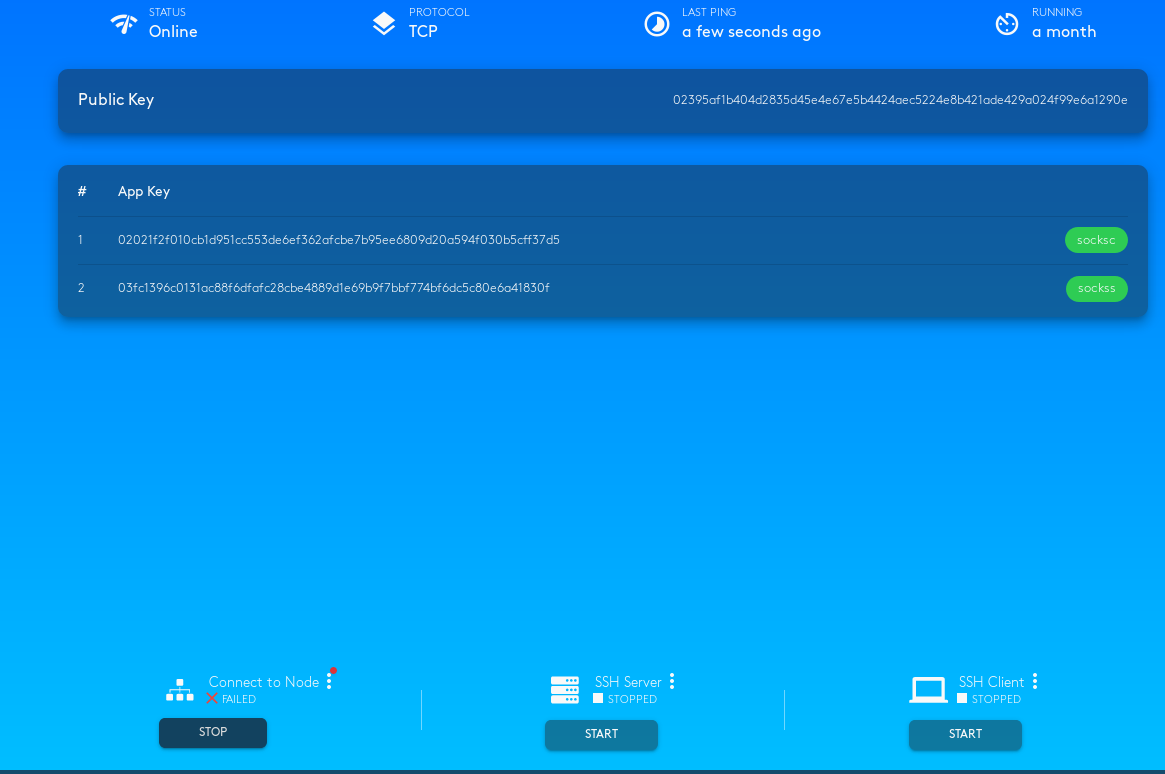 STATUS
Online
PROTOCOL
TCP
LAST PING
a few seconds ago
RUNNING
a month
Public Key 02395af1b404d2835d45e4e67e5b4424aec5224e8b421ade429a024f99e6a1290e
# App Key
1 02021f2f010cb1d951cc553de6ef362afcbe7b95ee6809d20a594f030b5cff37d5 socksc
2 03fc1396c0131ac88f6dfafc28cbe4889d1e69b9f7bbf774bf6dc5c80e6a41830f sockss
Connect to Node
FAILED
STOP
SSH Server
STOPPED
START
SSH Client
STOPPED
START